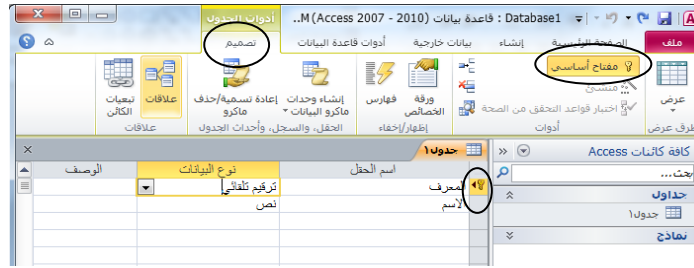 Database1 : قاعدة بيانات (Access 2007 - 2010) M..
أدوات الجدول
ملف
الصفحة الرئيسية
إنشاء
بيانات خارجية
أدوات قاعدة البيانات
تصميم
عرض
طرق عرض
مفتاح أساسي
منشئ
اختبار قواعد التحقق من الصحة
أدوات
ورقة الخصائص
فهارس
إظهار/إخفاء
إنشاء وحدات ماكرو البيانات
إعادة تسمية/حذف ماكرو
الحقل، والسجل، وأحداث الجدول
علاقات
تبعيات الكائن
علاقات
كافة كائنات Access
بحث...
جداول
جدول١
نماذج
جدول١
اسم الحقل نوع البيانات الوصف
المعرف ترقيم تلقائي
الاسم نص